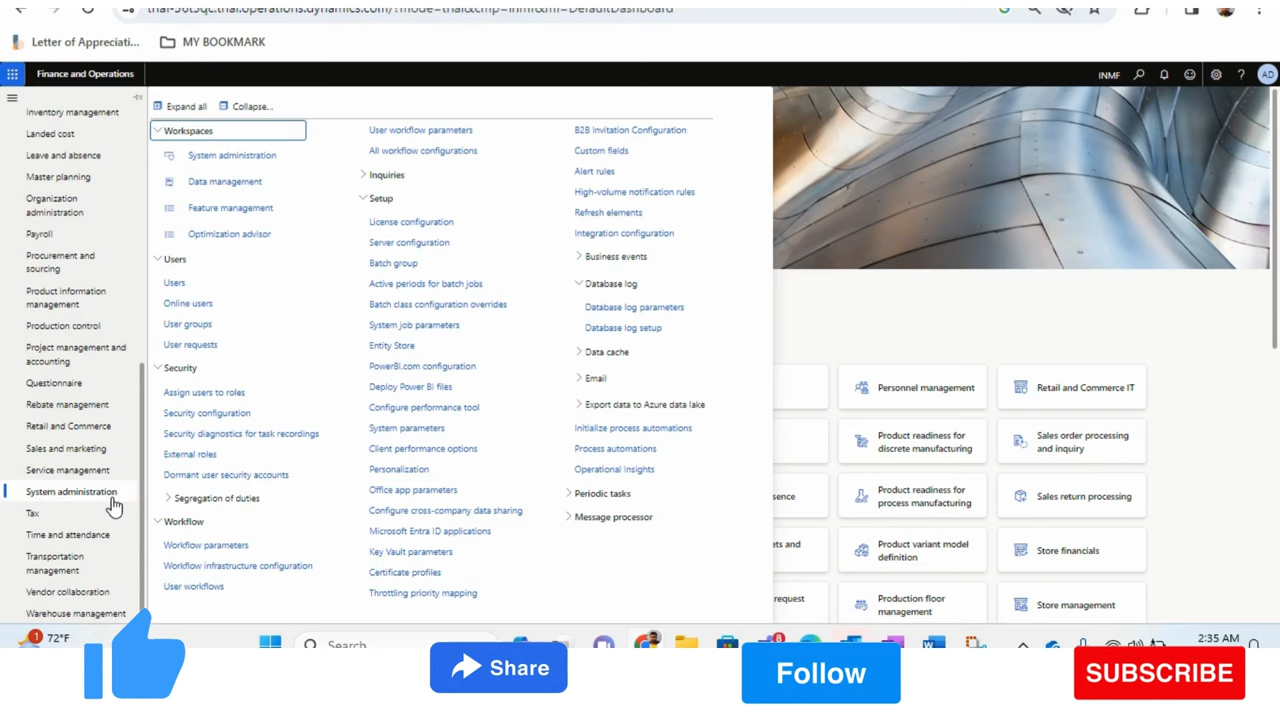 Letter of Appreciati...
MY BOOKMARK
Finance and Operations
INMF
AD
Inventory management
Landed cost
Leave and absence
Master planning
Organization
administration
Payroll
Procurement and
sourcing
Product information
management
Production control
Project management and
accounting
Questionnaire
Rebate management
Retail and Commerce
Sales and marketing
Service management
System administration
Tax
Time and attendance
Transportation
management
Vendor collaboration
Warehouse management
Expand all
Collapse...
Workspaces
System administration
Data management
Feature management
Optimization advisor
Users
Users
Online users
User groups
User requests
Security
Assign users to roles
Security configuration
Security diagnostics for task recordings
External roles
Dormant user security accounts
Segregation of duties
Workflow
Workflow parameters
Workflow infrastructure configuration
User workflows
User workflow parameters
All workflow configurations
Inquiries
Setup
License configuration
Server configuration
Batch group
Active periods for batch jobs
Batch class configuration overrides
System job parameters
Entity Store
PowerBI.com configuration
Deploy Power BI files
Configure performance tool
System parameters
Client performance options
Personalization
Office app parameters
Configure cross-company data sharing
Microsoft Entra ID applications
Key Vault parameters
Certificate profiles
Throttling priority mapping
B2B Invitation Configuration
Custom fields
Alert rules
High-volume notification rules
Refresh elements
Integration configuration
Business events
Database log
Database log parameters
Database log setup
Data cache
Email
Export data to Azure data lake
Initialize process automations
Process automations
Operational Insights
Periodic tasks
Message processor
Personnel management
Retail and Commerce IT
Product readiness for
discrete manufacturing
Sales order processing
and inquiry
Product readiness for
process manufacturing
Sales return processing
Product variant model
definition
Store financials
request
Production floor
management
Store management
1
72°F
Search
8
2:35 AM
Share
Follow
SUBSCRIBE